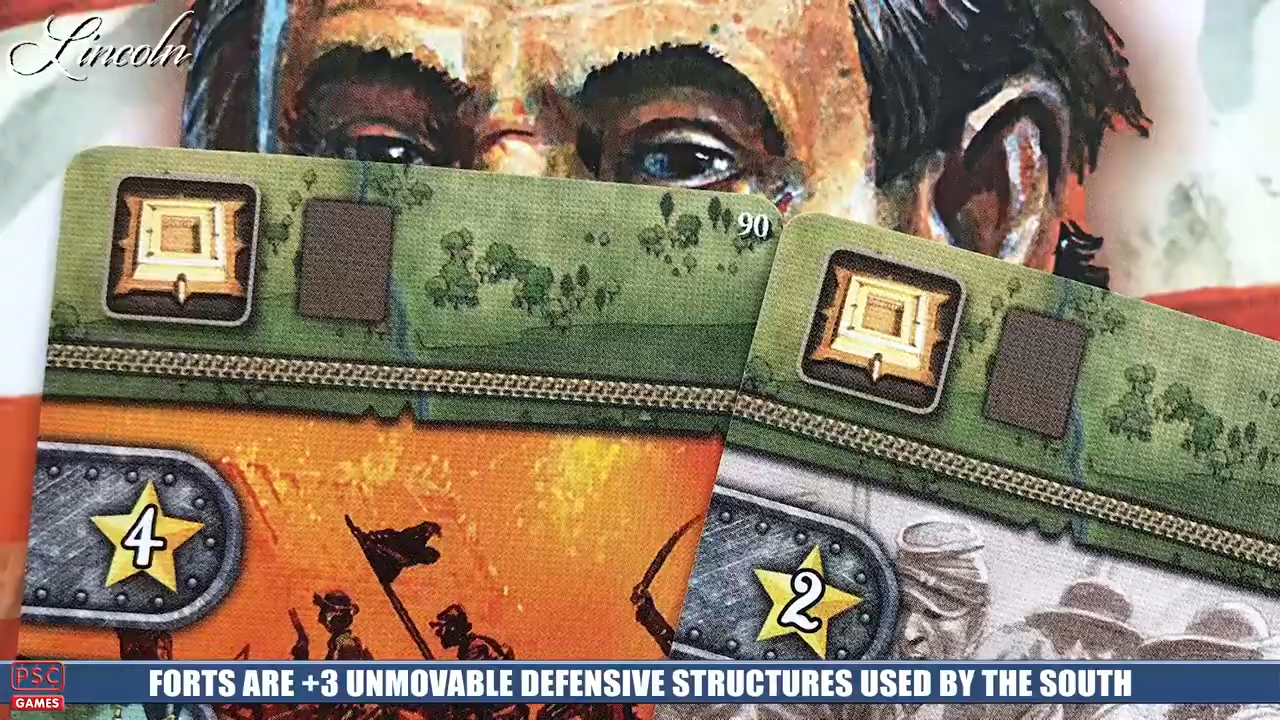 Lincoln
90
4
2
PSC
GAMES
FORTS ARE +3 UNMOVABLE DEFENSIVE STRUCTURES USED BY THE SOUTH